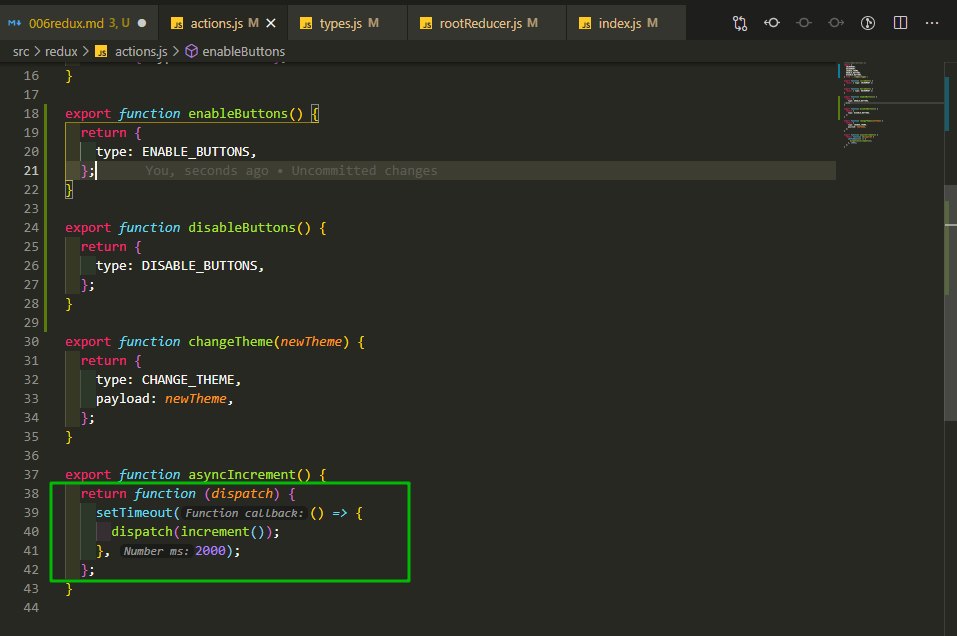 006redux.md 3, U
JS actions.js M
JS types.js M
JS rootReducer.js M
JS index.js M
src > redux > JS actions.js > enableButtons
16 }
17
18 export function enableButtons() {
19 return {
20 type: ENABLE_BUTTONS,
21 }; You, seconds ago • Uncommitted changes
22 }
23
24 export function disableButtons() {
25 return {
26 type: DISABLE_BUTTONS,
27 };
28 }
29
30 export function changeTheme(newTheme) {
31 return {
32 type: CHANGE_THEME,
33 payload: newTheme,
34 };
35 }
36
37 export function asyncIncrement() {
38 return function (dispatch) {
39 setTimeout( Function callback: () => {
40 dispatch(increment());
41 }, Number ms: 2000);
42 };
43 }
44